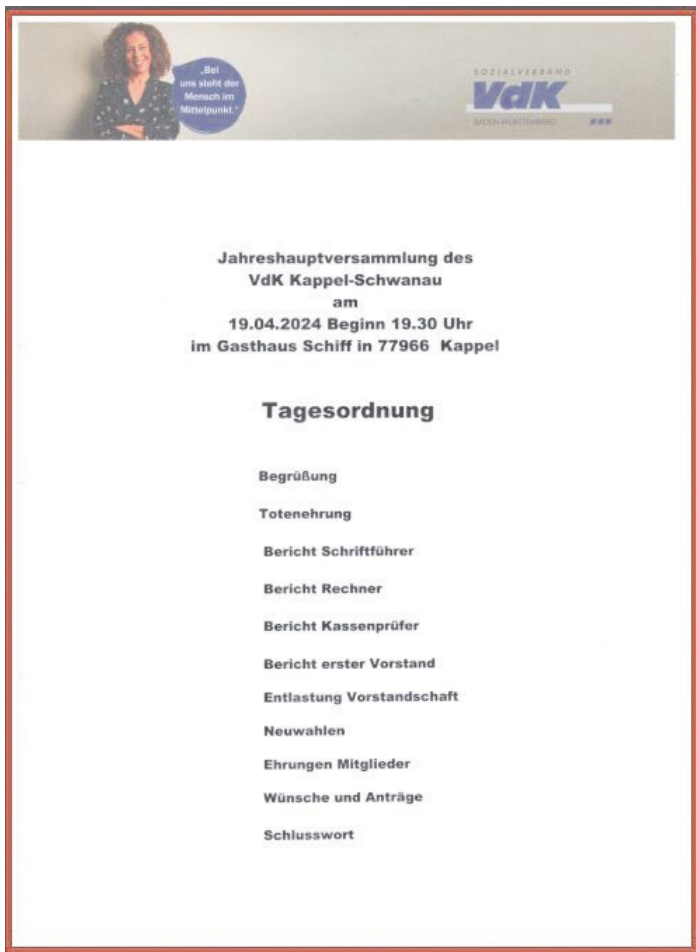 „Bei
uns steht der
Mensch im
Mittelpunkt.“
SOZIALVERBAND
VdK
BADEN-WÜRTTEMBERG
Jahreshauptversammlung des
VdK Kappel-Schwanau
am
19.04.2024 Beginn 19.30 Uhr
im Gasthaus Schiff in 77966 Kappel
Tagesordnung
Begrüßung
Totenehrung
Bericht Schriftführer
Bericht Rechner
Bericht Kassenprüfer
Bericht erster Vorstand
Entlastung Vorstandschaft
Neuwahlen
Ehrungen Mitglieder
Wünsche und Anträge
Schlusswort